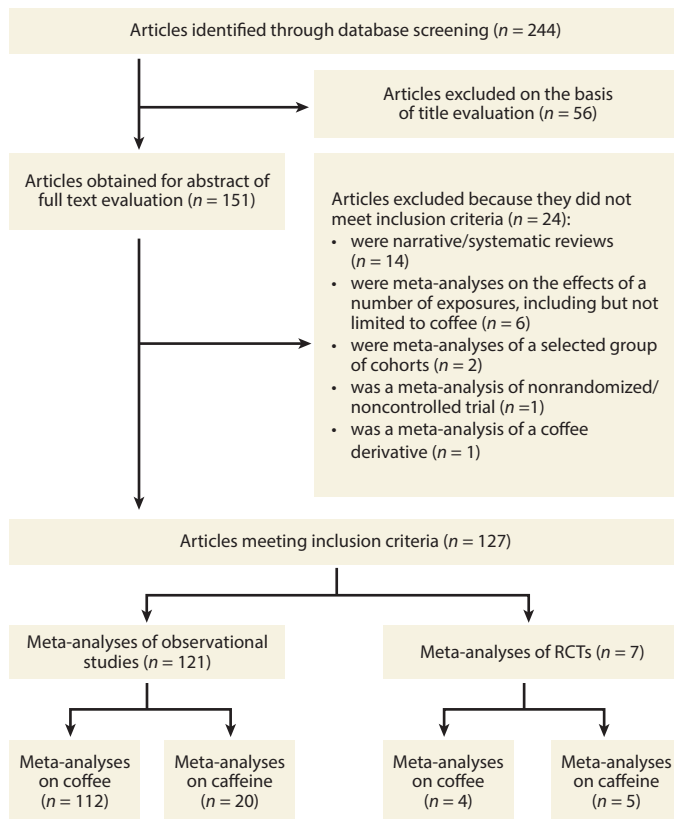 Articles identified through database screening (n = 244)
Articles excluded on the basis
of title evaluation (n = 56)
Articles obtained for abstract of
full text evaluation (n = 151)
Articles excluded because they did not
meet inclusion criteria (n = 24):
• were narrative/systematic reviews
(n = 14)
• were meta-analyses on the effects of a
number of exposures, including but not
limited to coffee (n = 6)
• were meta-analyses of a selected group
of cohorts (n = 2)
• was a meta-analysis of nonrandomized/
noncontrolled trial (n =1)
• was a meta-analysis of a coffee
derivative (n = 1)
Articles meeting inclusion criteria (n = 127)
Meta-analyses of observational
studies (n = 121)
Meta-analyses of RCTs (n = 7)
Meta-analyses
on coffee
(n = 112)
Meta-analyses
on caffeine
(n = 20)
Meta-analyses
on coffee
(n = 4)
Meta-analyses
on caffeine
(n = 5)